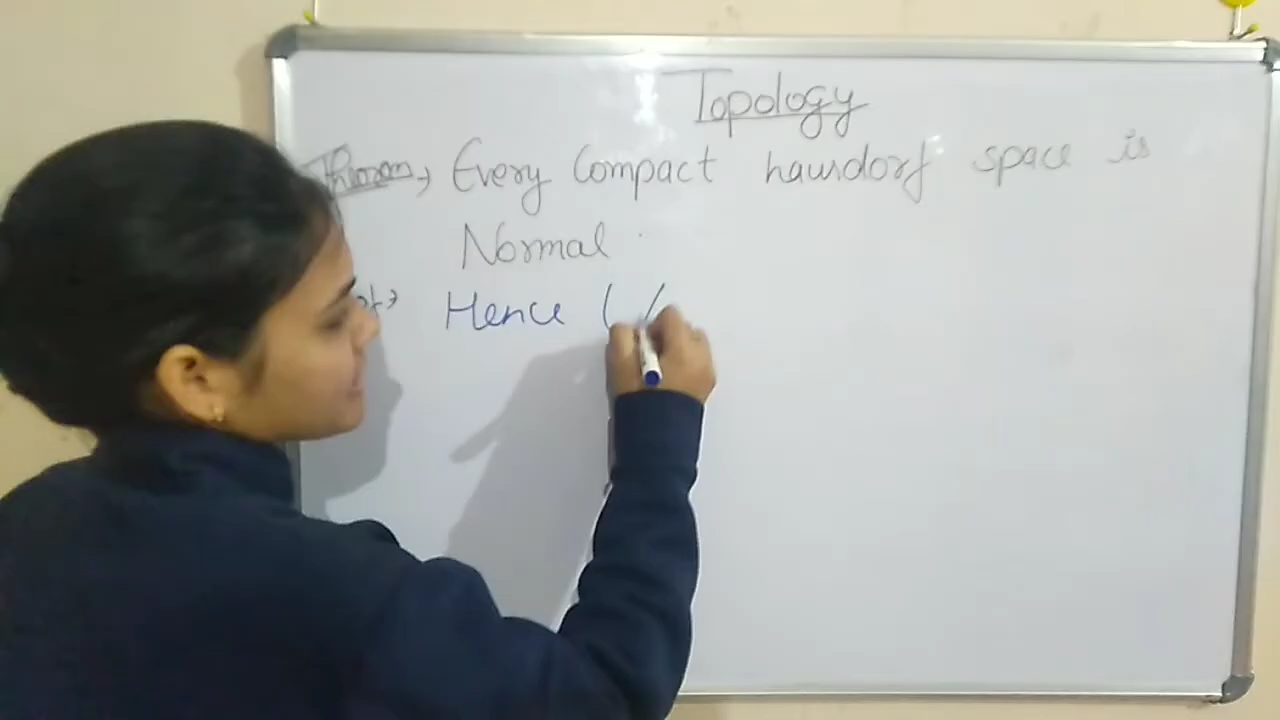 Topology
Theorem → Every Compact hausdorf space is
Normal.
Hence (